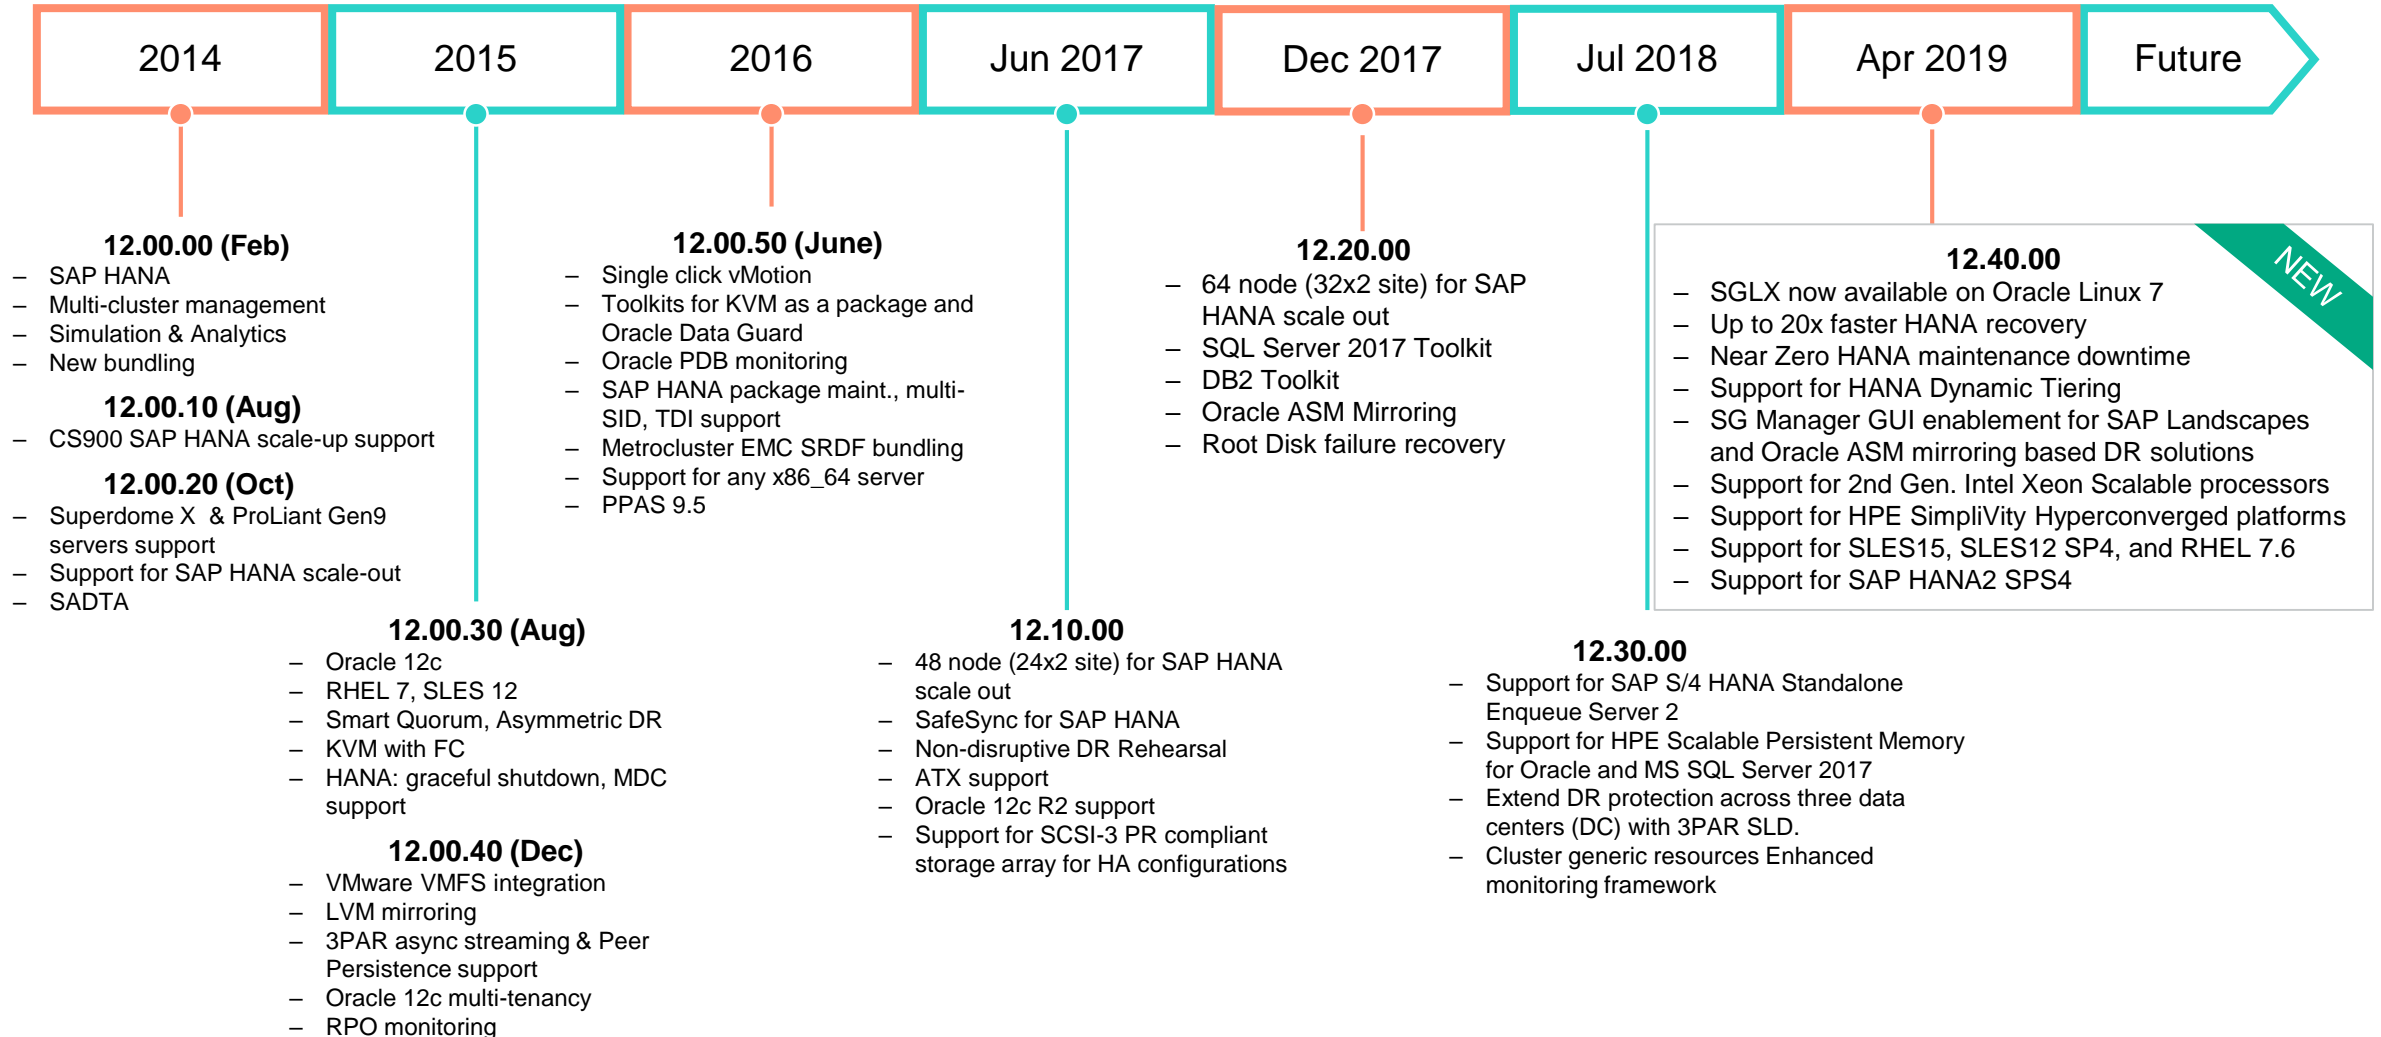 2014
2015
2016
Jun 2017
Dec 2017
Jul 2018
Apr 2019
Future
12.00.00 (Feb)
– SAP HANA
– Multi-cluster management
– Simulation & Analytics
– New bundling
12.00.10 (Aug)
– CS900 SAP HANA scale-up support
12.00.20 (Oct)
– Superdome X & ProLiant Gen9
servers support
– Support for SAP HANA scale-out
– SADTA
12.00.30 (Aug)
– Oracle 12c
– RHEL 7, SLES 12
– Smart Quorum, Asymmetric DR
– KVM with FC
– HANA: graceful shutdown, MDC
support
12.00.40 (Dec)
– VMware VMFS integration
– LVM mirroring
– 3PAR async streaming & Peer
Persistence support
– Oracle 12c multi-tenancy
– RPO monitoring
12.00.50 (June)
– Single click vMotion
– Toolkits for KVM as a package and
Oracle Data Guard
– Oracle PDB monitoring
– SAP HANA package maint., multi-
SID, TDI support
– Metrocluster EMC SRDF bundling
– Support for any x86_64 server
– PPAS 9.5
12.10.00
– 48 node (24x2 site) for SAP HANA
scale out
– SafeSync for SAP HANA
– Non-disruptive DR Rehearsal
– ATX support
– Oracle 12c R2 support
– Support for SCSI-3 PR compliant
storage array for HA configurations
12.20.00
– 64 node (32x2 site) for SAP
HANA scale out
– SQL Server 2017 Toolkit
– DB2 Toolkit
– Oracle ASM Mirroring
– Root Disk failure recovery
12.30.00
– Support for SAP S/4 HANA Standalone
Enqueue Server 2
– Support for HPE Scalable Persistent Memory
for Oracle and MS SQL Server 2017
– Extend DR protection across three data
centers (DC) with 3PAR SLD.
– Cluster generic resources Enhanced
monitoring framework
12.40.00
NEW
– SGLX now available on Oracle Linux 7
– Up to 20x faster HANA recovery
– Near Zero HANA maintenance downtime
– Support for HANA Dynamic Tiering
– SG Manager GUI enablement for SAP Landscapes
and Oracle ASM mirroring based DR solutions
– Support for 2nd Gen. Intel Xeon Scalable processors
– Support for HPE SimpliVity Hyperconverged platforms
– Support for SLES15, SLES12 SP4, and RHEL 7.6
– Support for SAP HANA2 SPS4